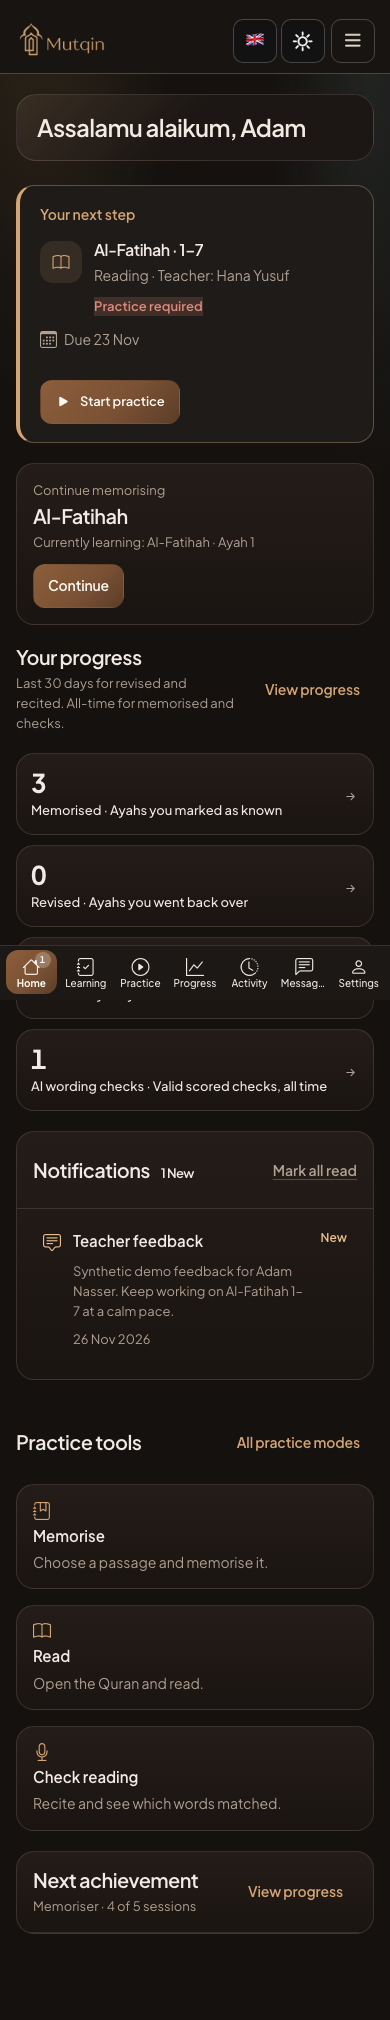 Mutqin
Assalamu alaikum, Adam
Your next step
Al-Fatihah · 1–7
Reading · Teacher: Hana Yusuf
Practice required
Due 23 Nov
Start practice
Continue memorising
Al-Fatihah
Currently learning: Al-Fatihah · Ayah 1
Continue
Your progress
Last 30 days for revised and
recited. All-time for memorised and
checks.
View progress
3
Memorised · Ayahs you marked as known
→
0
Revised · Ayahs you went back over
→
1
Home
Learning
Practice
Progress
Activity
Messag...
Settings
1
AI wording checks · Valid scored checks, all time
→
Notifications
1 New
Mark all read
Teacher feedback
New
Synthetic demo feedback for Adam
Nasser. Keep working on Al-Fatihah 1–
7 at a calm pace.
26 Nov 2026
Practice tools
All practice modes
Memorise
Choose a passage and memorise it.
Read
Open the Quran and read.
Check reading
Recite and see which words matched.
Next achievement
Memoriser · 4 of 5 sessions
View progress